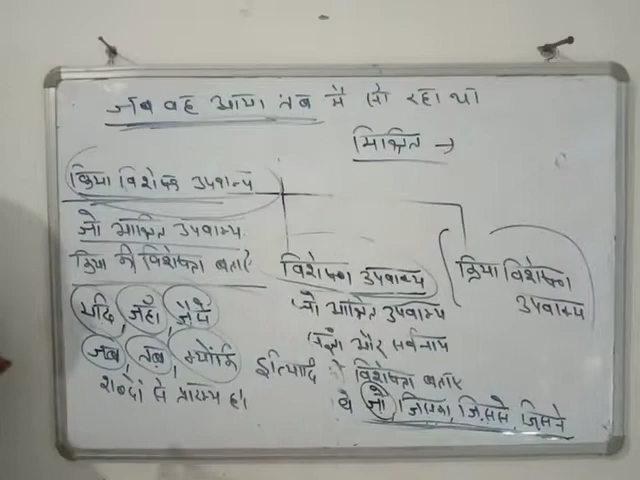 जब वह आया तब मैं सो रहा था
मिश्रित →
क्रिया विशेषण उपवाक्य
जो आश्रित उपवाक्य
क्रिया की विशेषता बताए
यदि, जहाँ, जैसे
जब, तब, क्योंकि इत्यादि
शब्दों से प्रारम्भ हो।
विशेषण उपवाक्य
जो आश्रित उपवाक्य
संज्ञा और सर्वनाम
विशेषता बताए
वे जो, जिसका, जिससे, जिसने
क्रिया विशेषण
उपवाक्य